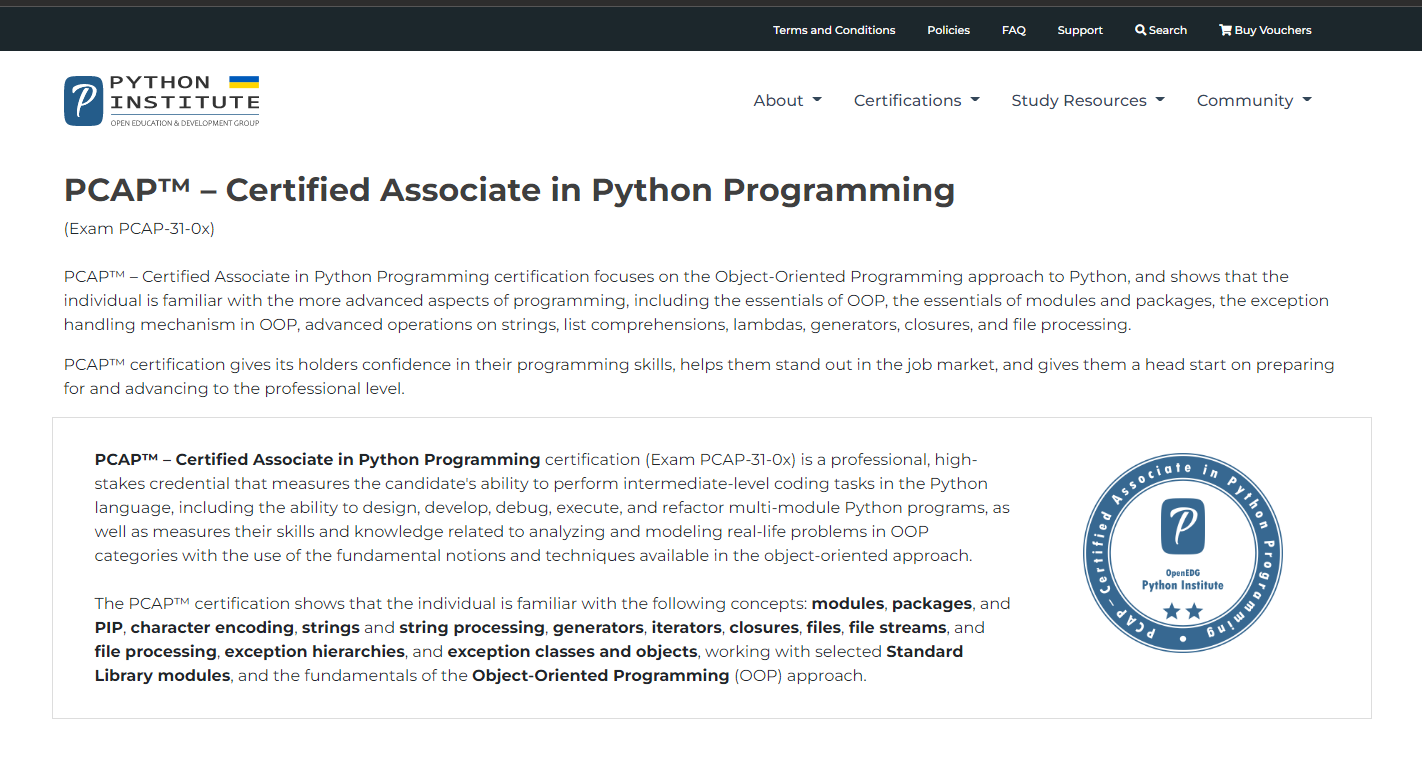 Terms and Conditions Policies FAQ Support Search Buy Vouchers
PYTHON
INSTITUTE
OPEN EDUCATION & DEVELOPMENT GROUP
About Certifications Study Resources Community
PCAP™ – Certified Associate in Python Programming
(Exam PCAP-31-0x)
PCAP™ – Certified Associate in Python Programming certification focuses on the Object-Oriented Programming approach to Python, and shows that the
individual is familiar with the more advanced aspects of programming, including the essentials of OOP, the essentials of modules and packages, the exception
handling mechanism in OOP, advanced operations on strings, list comprehensions, lambdas, generators, closures, and file processing.
PCAP™ certification gives its holders confidence in their programming skills, helps them stand out in the job market, and gives them a head start on preparing
for and advancing to the professional level.
PCAP™ – Certified Associate in Python Programming certification (Exam PCAP-31-0x) is a professional, high-
stakes credential that measures the candidate's ability to perform intermediate-level coding tasks in the Python
language, including the ability to design, develop, debug, execute, and refactor multi-module Python programs, as
well as measures their skills and knowledge related to analyzing and modeling real-life problems in OOP
categories with the use of the fundamental notions and techniques available in the object-oriented approach.
The PCAP™ certification shows that the individual is familiar with the following concepts: modules, packages, and
PIP, character encoding, strings and string processing, generators, iterators, closures, files, file streams, and
file processing, exception hierarchies, and exception classes and objects, working with selected Standard
Library modules, and the fundamentals of the Object-Oriented Programming (OOP) approach.
PCAP–Certified Associate in Python Programming
OpenEDG
Python Institute